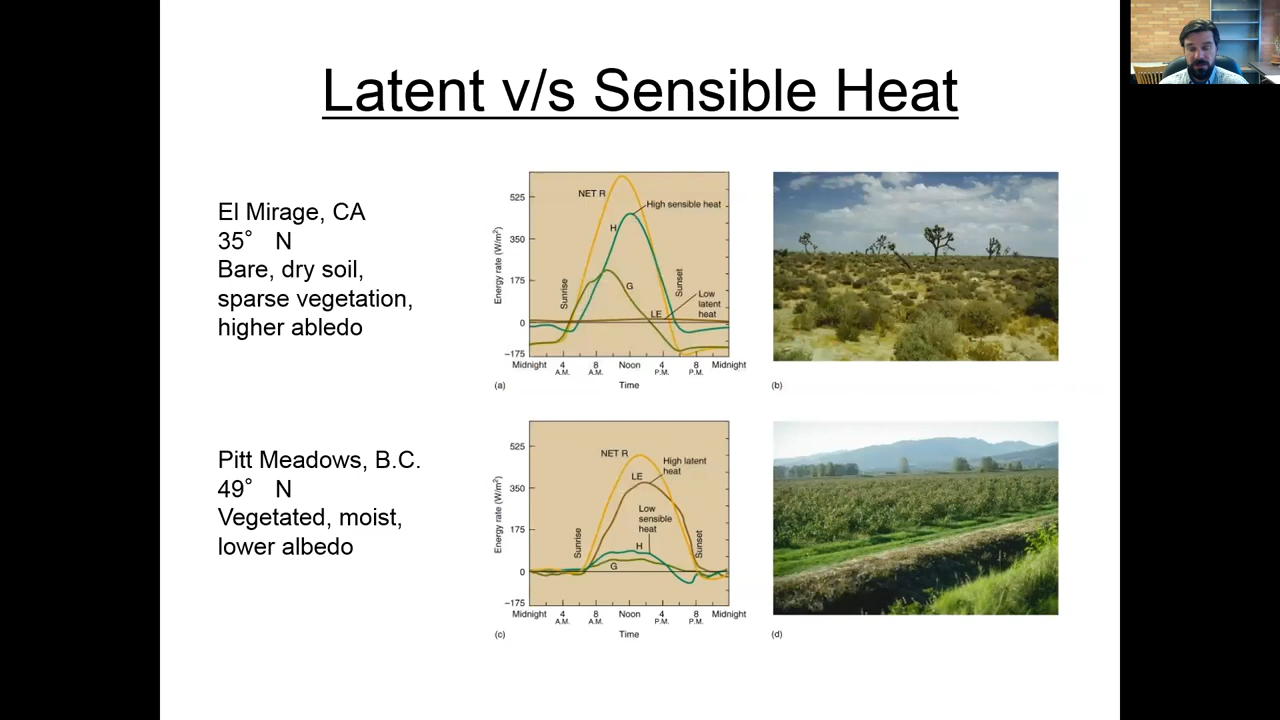 Latent v/s Sensible Heat
El Mirage, CA
35° N
Bare, dry soil,
sparse vegetation,
higher abledo
525
350
175
0
−175
Energy rate (W/m²)
NET R
High sensible heat
H
Sunrise
Sunset
G
LE
Low
latent
heat
Midnight 4 8 Noon 4 8 Midnight
A.M. A.M. P.M. P.M.
Time
(a)
(b)
Pitt Meadows, B.C.
49° N
Vegetated, moist,
lower albedo
525
350
175
0
−175
Energy rate (W/m²)
NET R
High latent
heat
LE
Low
sensible
heat
Sunrise
Sunset
H
G
Midnight 4 8 Noon 4 8 Midnight
A.M. A.M. P.M. P.M.
Time
(c)
(d)